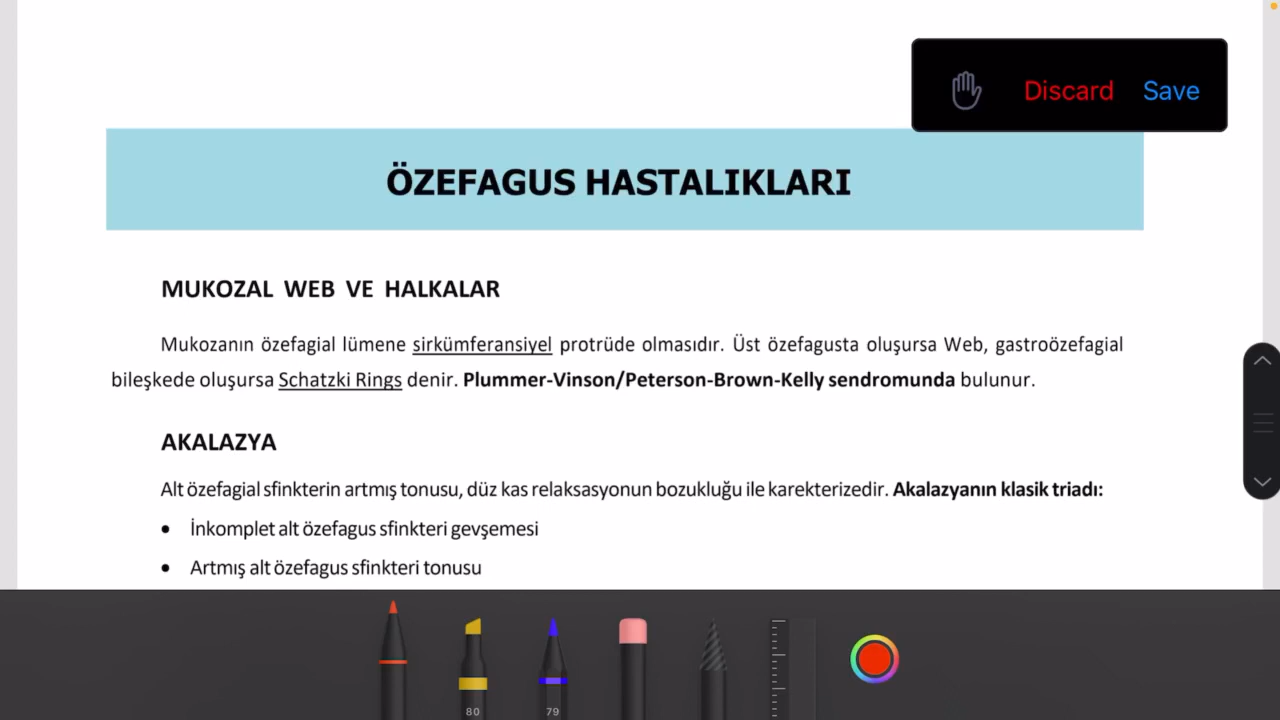 Discard Save
ÖZEFAGUS HASTALIKLARI
MUKOZAL WEB VE HALKALAR
Mukozanın özefagial lümene sirkümferansiyel protrüde olmasıdır. Üst özefagusta oluşursa Web, gastroözefagial
bileşkede oluşursa Schatzki Rings denir. Plummer-Vinson/Peterson-Brown-Kelly sendromunda bulunur.
AKALAZYA
Alt özefagial sfinkterin artmış tonusu, düz kas relaksasyonun bozukluğu ile karekterizedir. Akalazyanın klasik triadı:
• İnkomplet alt özefagus sfinkteri gevşemesi
• Artmış alt özefagus sfinkteri tonusu
80 79